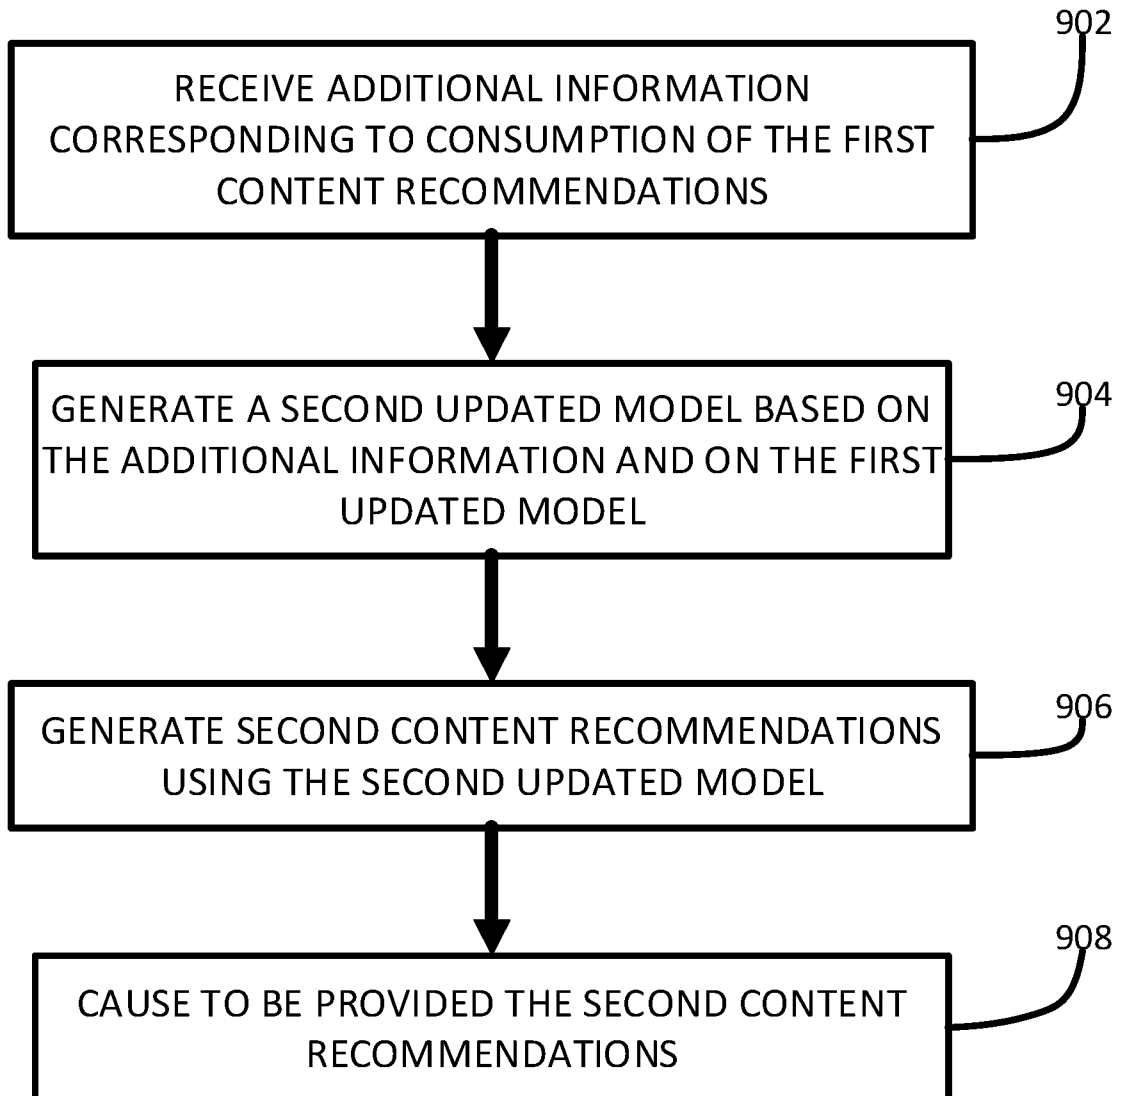 902
RECEIVE ADDITIONAL INFORMATION
CORRESPONDING TO CONSUMPTION OF THE FIRST
CONTENT RECOMMENDATIONS
904
GENERATE A SECOND UPDATED MODEL BASED ON
THE ADDITIONAL INFORMATION AND ON THE FIRST
UPDATED MODEL
906
GENERATE SECOND CONTENT RECOMMENDATIONS
USING THE SECOND UPDATED MODEL
908
CAUSE TO BE PROVIDED THE SECOND CONTENT
RECOMMENDATIONS